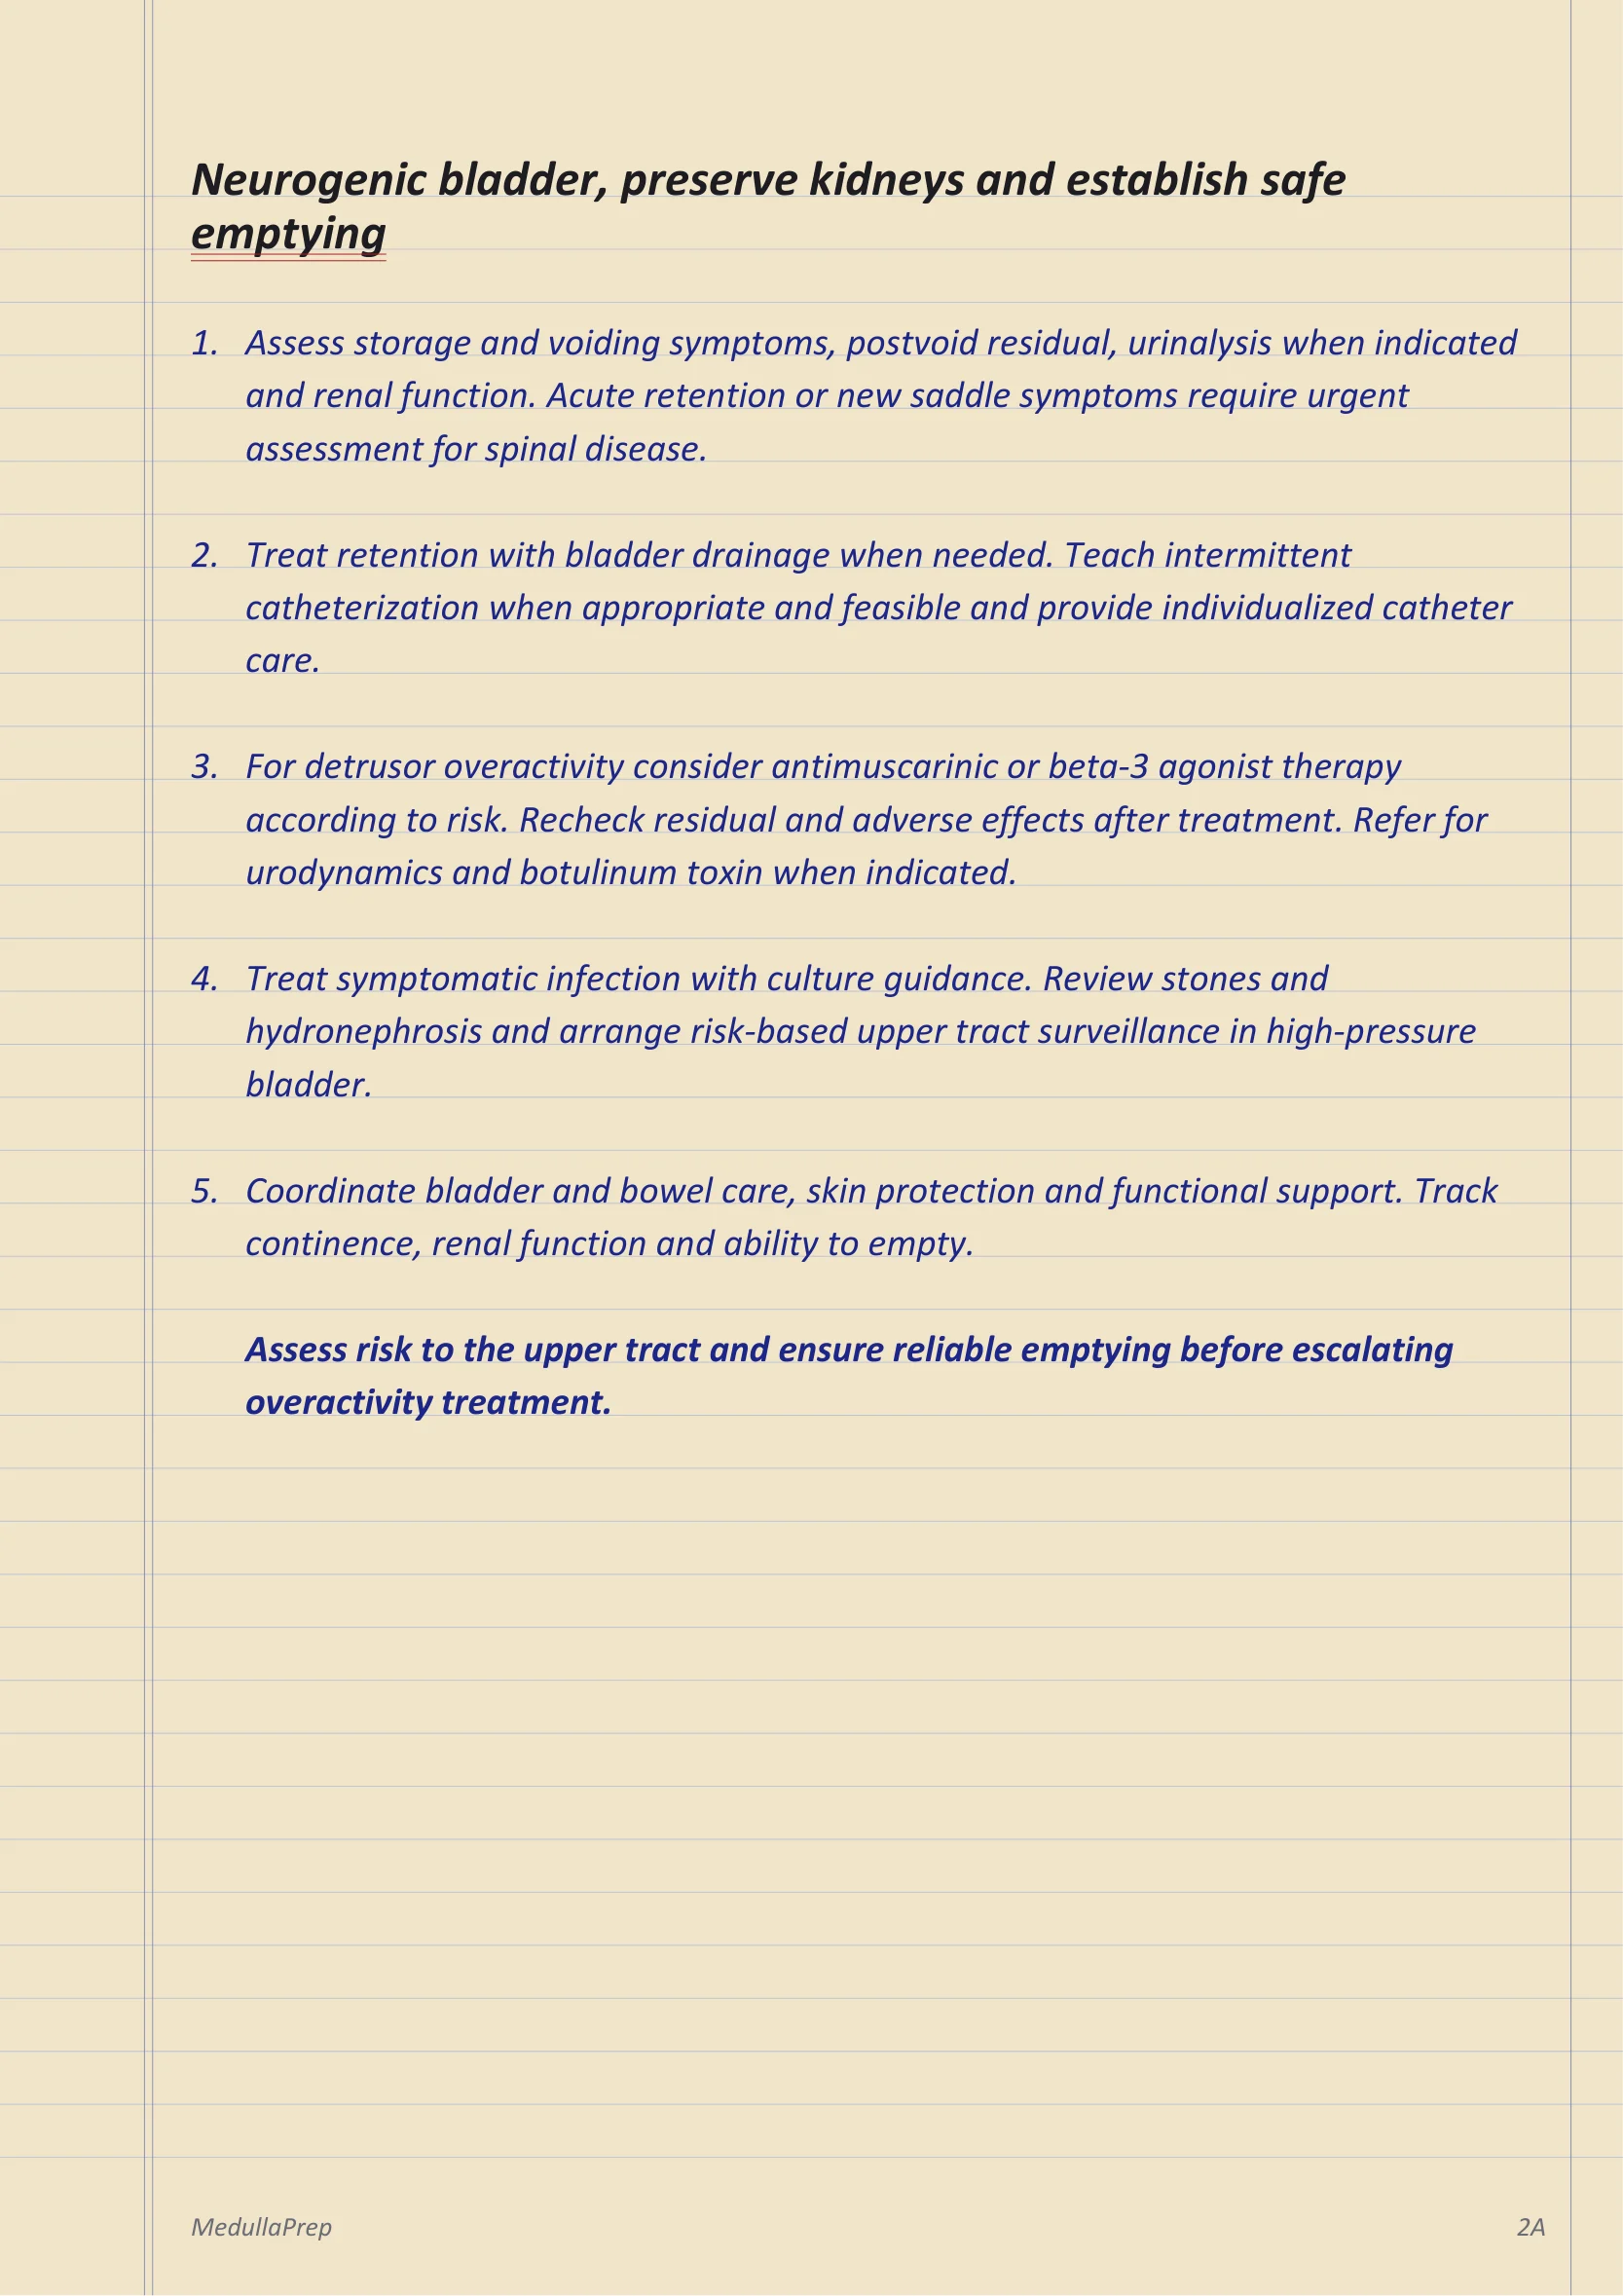 Neurogenic bladder, preserve kidneys and establish safe
emptying
1. Assess storage and voiding symptoms, postvoid residual, urinalysis when indicated
and renal function. Acute retention or new saddle symptoms require urgent
assessment for spinal disease.
2. Treat retention with bladder drainage when needed. Teach intermittent
catheterization when appropriate and feasible and provide individualized catheter
care.
3. For detrusor overactivity consider antimuscarinic or beta-3 agonist therapy
according to risk. Recheck residual and adverse effects after treatment. Refer for
urodynamics and botulinum toxin when indicated.
4. Treat symptomatic infection with culture guidance. Review stones and
hydronephrosis and arrange risk-based upper tract surveillance in high-pressure
bladder.
5. Coordinate bladder and bowel care, skin protection and functional support. Track
continence, renal function and ability to empty.
Assess risk to the upper tract and ensure reliable emptying before escalating
overactivity treatment.
MedullaPrep
2A